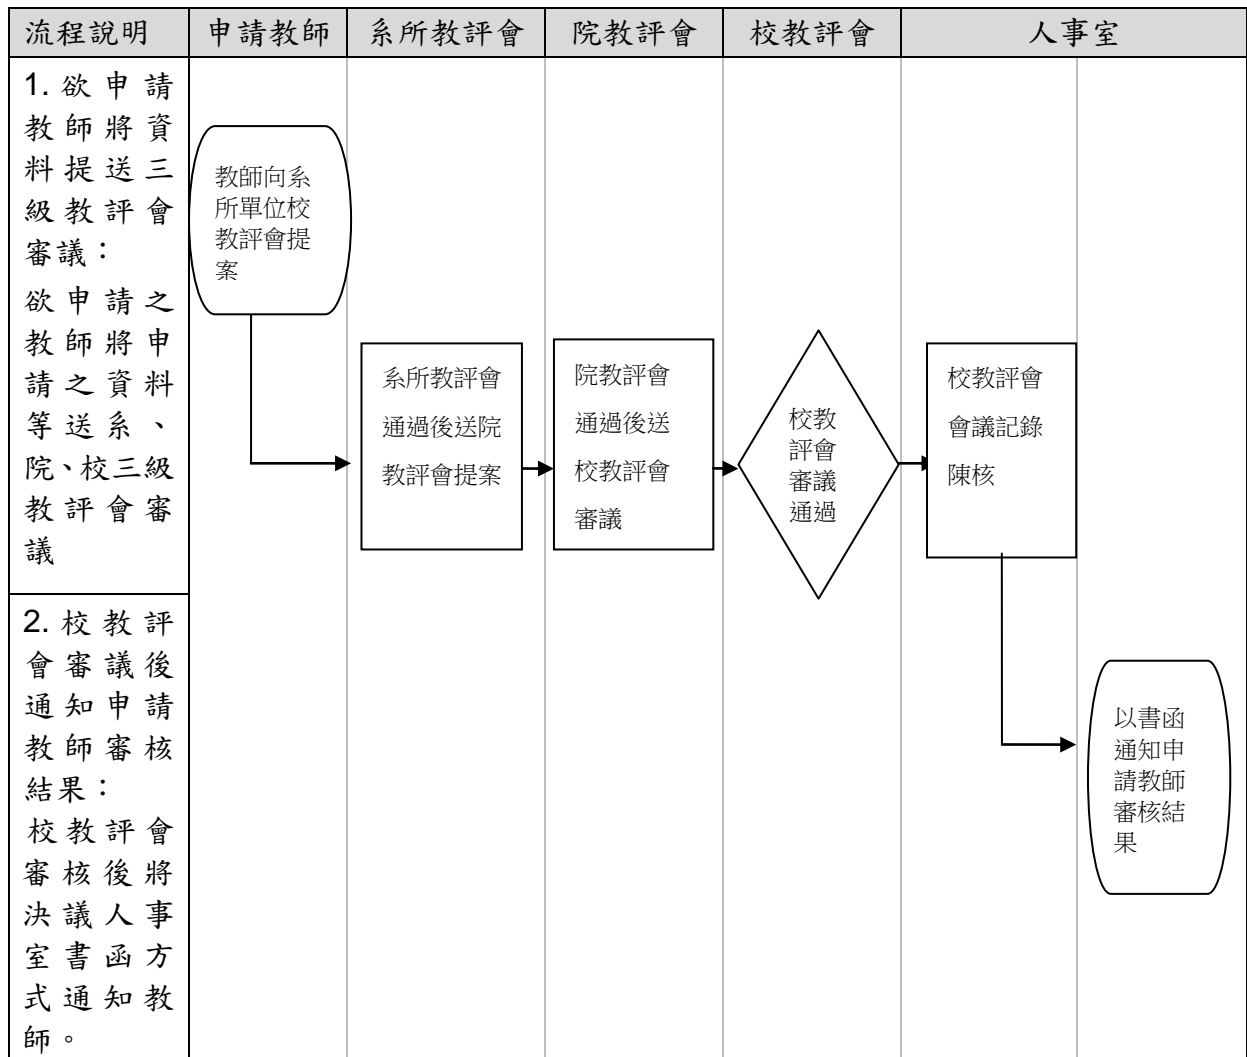 流程說明 申請教師 系所教評會 院教評會 校教評會 人事室
1. 欲申請
教師將資
料提送三
級教評會
審議：
欲申請之
教師將申
請之資料
等送系、
院、校三級
教評會審
議
教師向系
所單位校
教評會提
案
系所教評會
通過後送院
教評會提案
院教評會
通過後送
校教評會
審議
校教
評會
審議
通過
校教評會
會議記錄
陳核
2. 校教評
會審議後
通知申請
教師審核
結果：
校教評會
審核後將
決議人事
室書函方
式通知教
師。
以書函
通知申
請教師
審核結
果